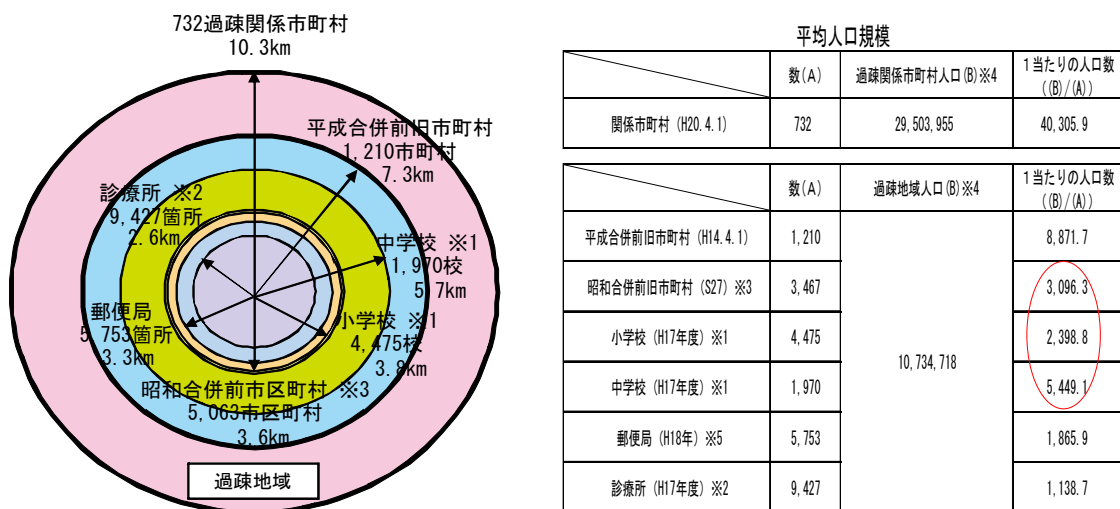 732過疎関係市町村
10.3km
平成合併前旧市町村
1,210市町村
7.3km
診療所 ※2
9,427箇所
2.6km
中学校 ※1
1,970校
5.7km
郵便局
5,753箇所
3.3km
小学校 ※1
4,475校
3.8km
昭和合併前市区町村 ※3
5,063市区町村
3.6km
過疎地域
平均人口規模
数(A) 過疎関係市町村人口(B)※4 1当たりの人口数((B)/(A))
関係市町村(H20.4.1) 732 29,503,955 40,305.9
数(A) 過疎地域人口(B)※4 1当たりの人口数((B)/(A))
平成合併前旧市町村(H14.4.1) 1,210 8,871.7
昭和合併前旧市町村(S27)※3 3,467 3,096.3
小学校(H17年度)※1 4,475 2,398.8
10,734,718
中学校(H17年度)※1 1,970 5,449.1
郵便局(H18年)※5 5,753 1,865.9
診療所(H17年度)※2 9,427 1,138.7